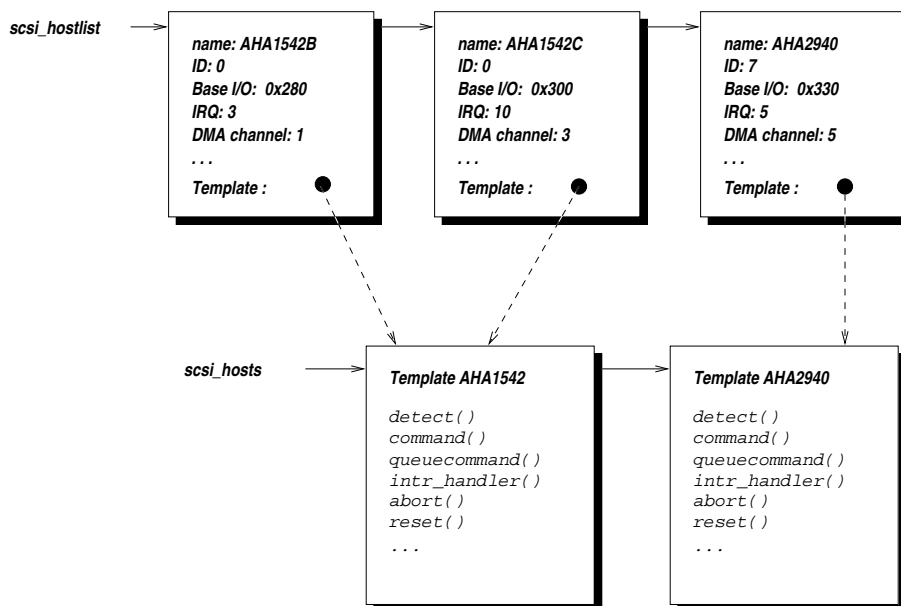 scsi_hostlist
name: AHA1542B
ID: 0
Base I/O: 0x280
IRQ: 3
DMA channel: 1
. . .
Template :
name: AHA1542C
ID: 0
Base I/O: 0x300
IRQ: 10
DMA channel: 3
. . .
Template :
name: AHA2940
ID: 7
Base I/O: 0x330
IRQ: 5
DMA channel: 5
. . .
Template :
scsi_hosts
Template AHA1542
detect()
command()
queuecommand()
intr_handler()
abort()
reset()
...
Template AHA2940
detect()
command()
queuecommand()
intr_handler()
abort()
reset()
...